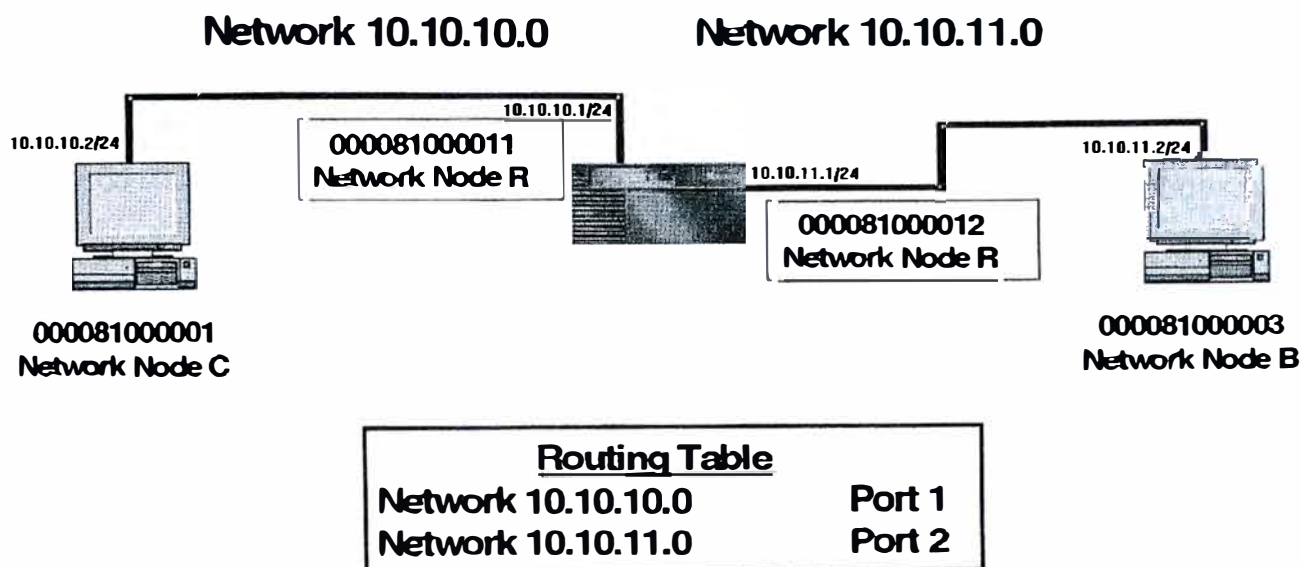 Network 10.10.10.0
Network 10.10.11.0
10.10.10.2/24
10.10.10.1/24
000081000011
Network Node R
10.10.11.1/24
10.10.11.2/24
000081000012
Network Node R
000081000001
Network Node C
000081000003
Network Node B
Routing Table
Network 10.10.10.0 Port 1
Network 10.10.11.0 Port 2